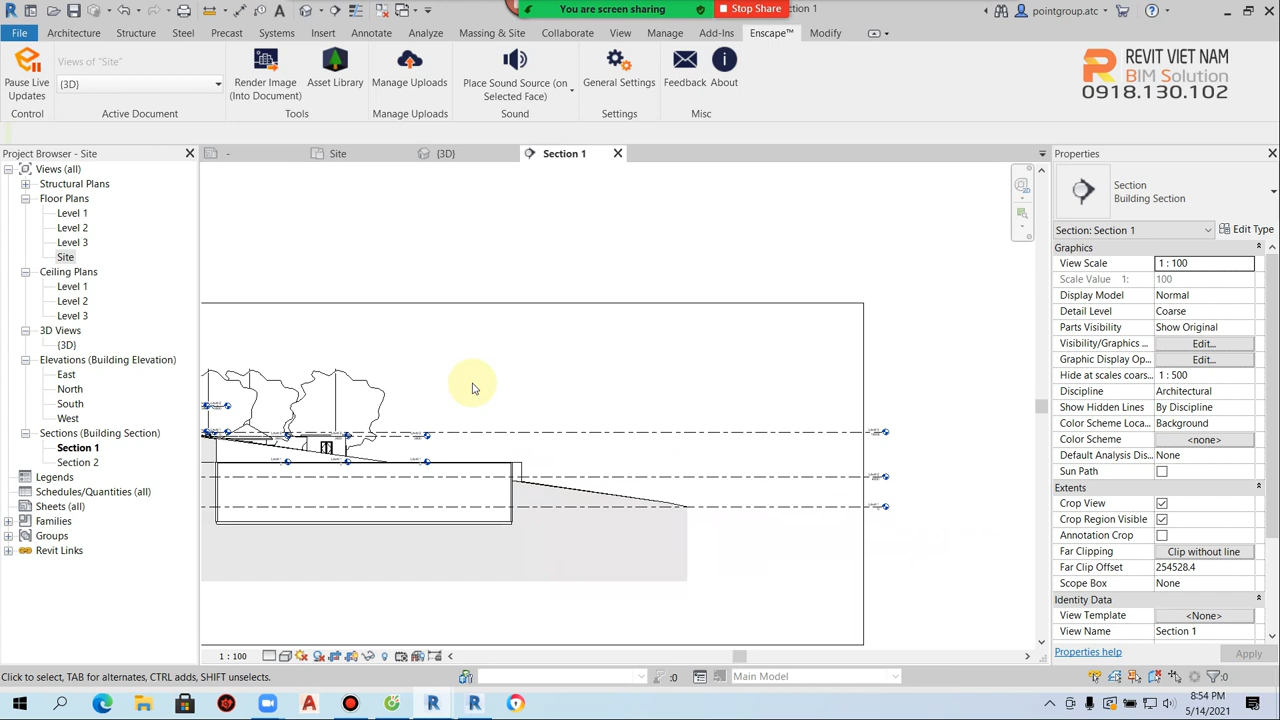 You are screen sharing
Stop Share
Section 1
pointgroup.atc
File Architecture Structure Steel Precast Systems Insert Annotate Analyze Massing & Site Collaborate View Manage Add-Ins Enscape™ Modify
Pause Live Updates
Views of "Site"
{3D}
Render Image (Into Document)
Asset Library
Manage Uploads
Place Sound Source (on Selected Face)
General Settings
Feedback
About
Control Active Document Tools Manage Uploads Sound Settings Misc
REVIT VIET NAM
BIM Solution
0918.130.102
Project Browser - Site
-
Site
{3D}
Section 1
Views (all)
Structural Plans
Floor Plans
Level 1
Level 2
Level 3
Site
Ceiling Plans
Level 1
Level 2
Level 3
3D Views
{3D}
Elevations (Building Elevation)
East
North
South
West
Sections (Building Section)
Section 1
Section 2
Legends
Schedules/Quantities (all)
Sheets (all)
Families
Groups
Revit Links
Properties
Section
Building Section
Section: Section 1
Edit Type
Graphics
View Scale 1 : 100
Scale Value 1: 100
Display Model Normal
Detail Level Coarse
Parts Visibility Show Original
Visibility/Graphics ... Edit...
Graphic Display Op... Edit...
Hide at scales coars... 1 : 500
Discipline Architectural
Show Hidden Lines By Discipline
Color Scheme Loca... Background
Color Scheme <none>
Default Analysis Dis... None
Sun Path
Extents
Crop View
Crop Region Visible
Annotation Crop
Far Clipping Clip without line
Far Clip Offset 254528.4
Scope Box None
Identity Data
View Template <None>
View Name Section 1
Properties help
Apply
1 : 100
Click to select, TAB for alternates, CTRL adds, SHIFT unselects.
:0
Main Model
:0
8:54 PM
5/14/2021